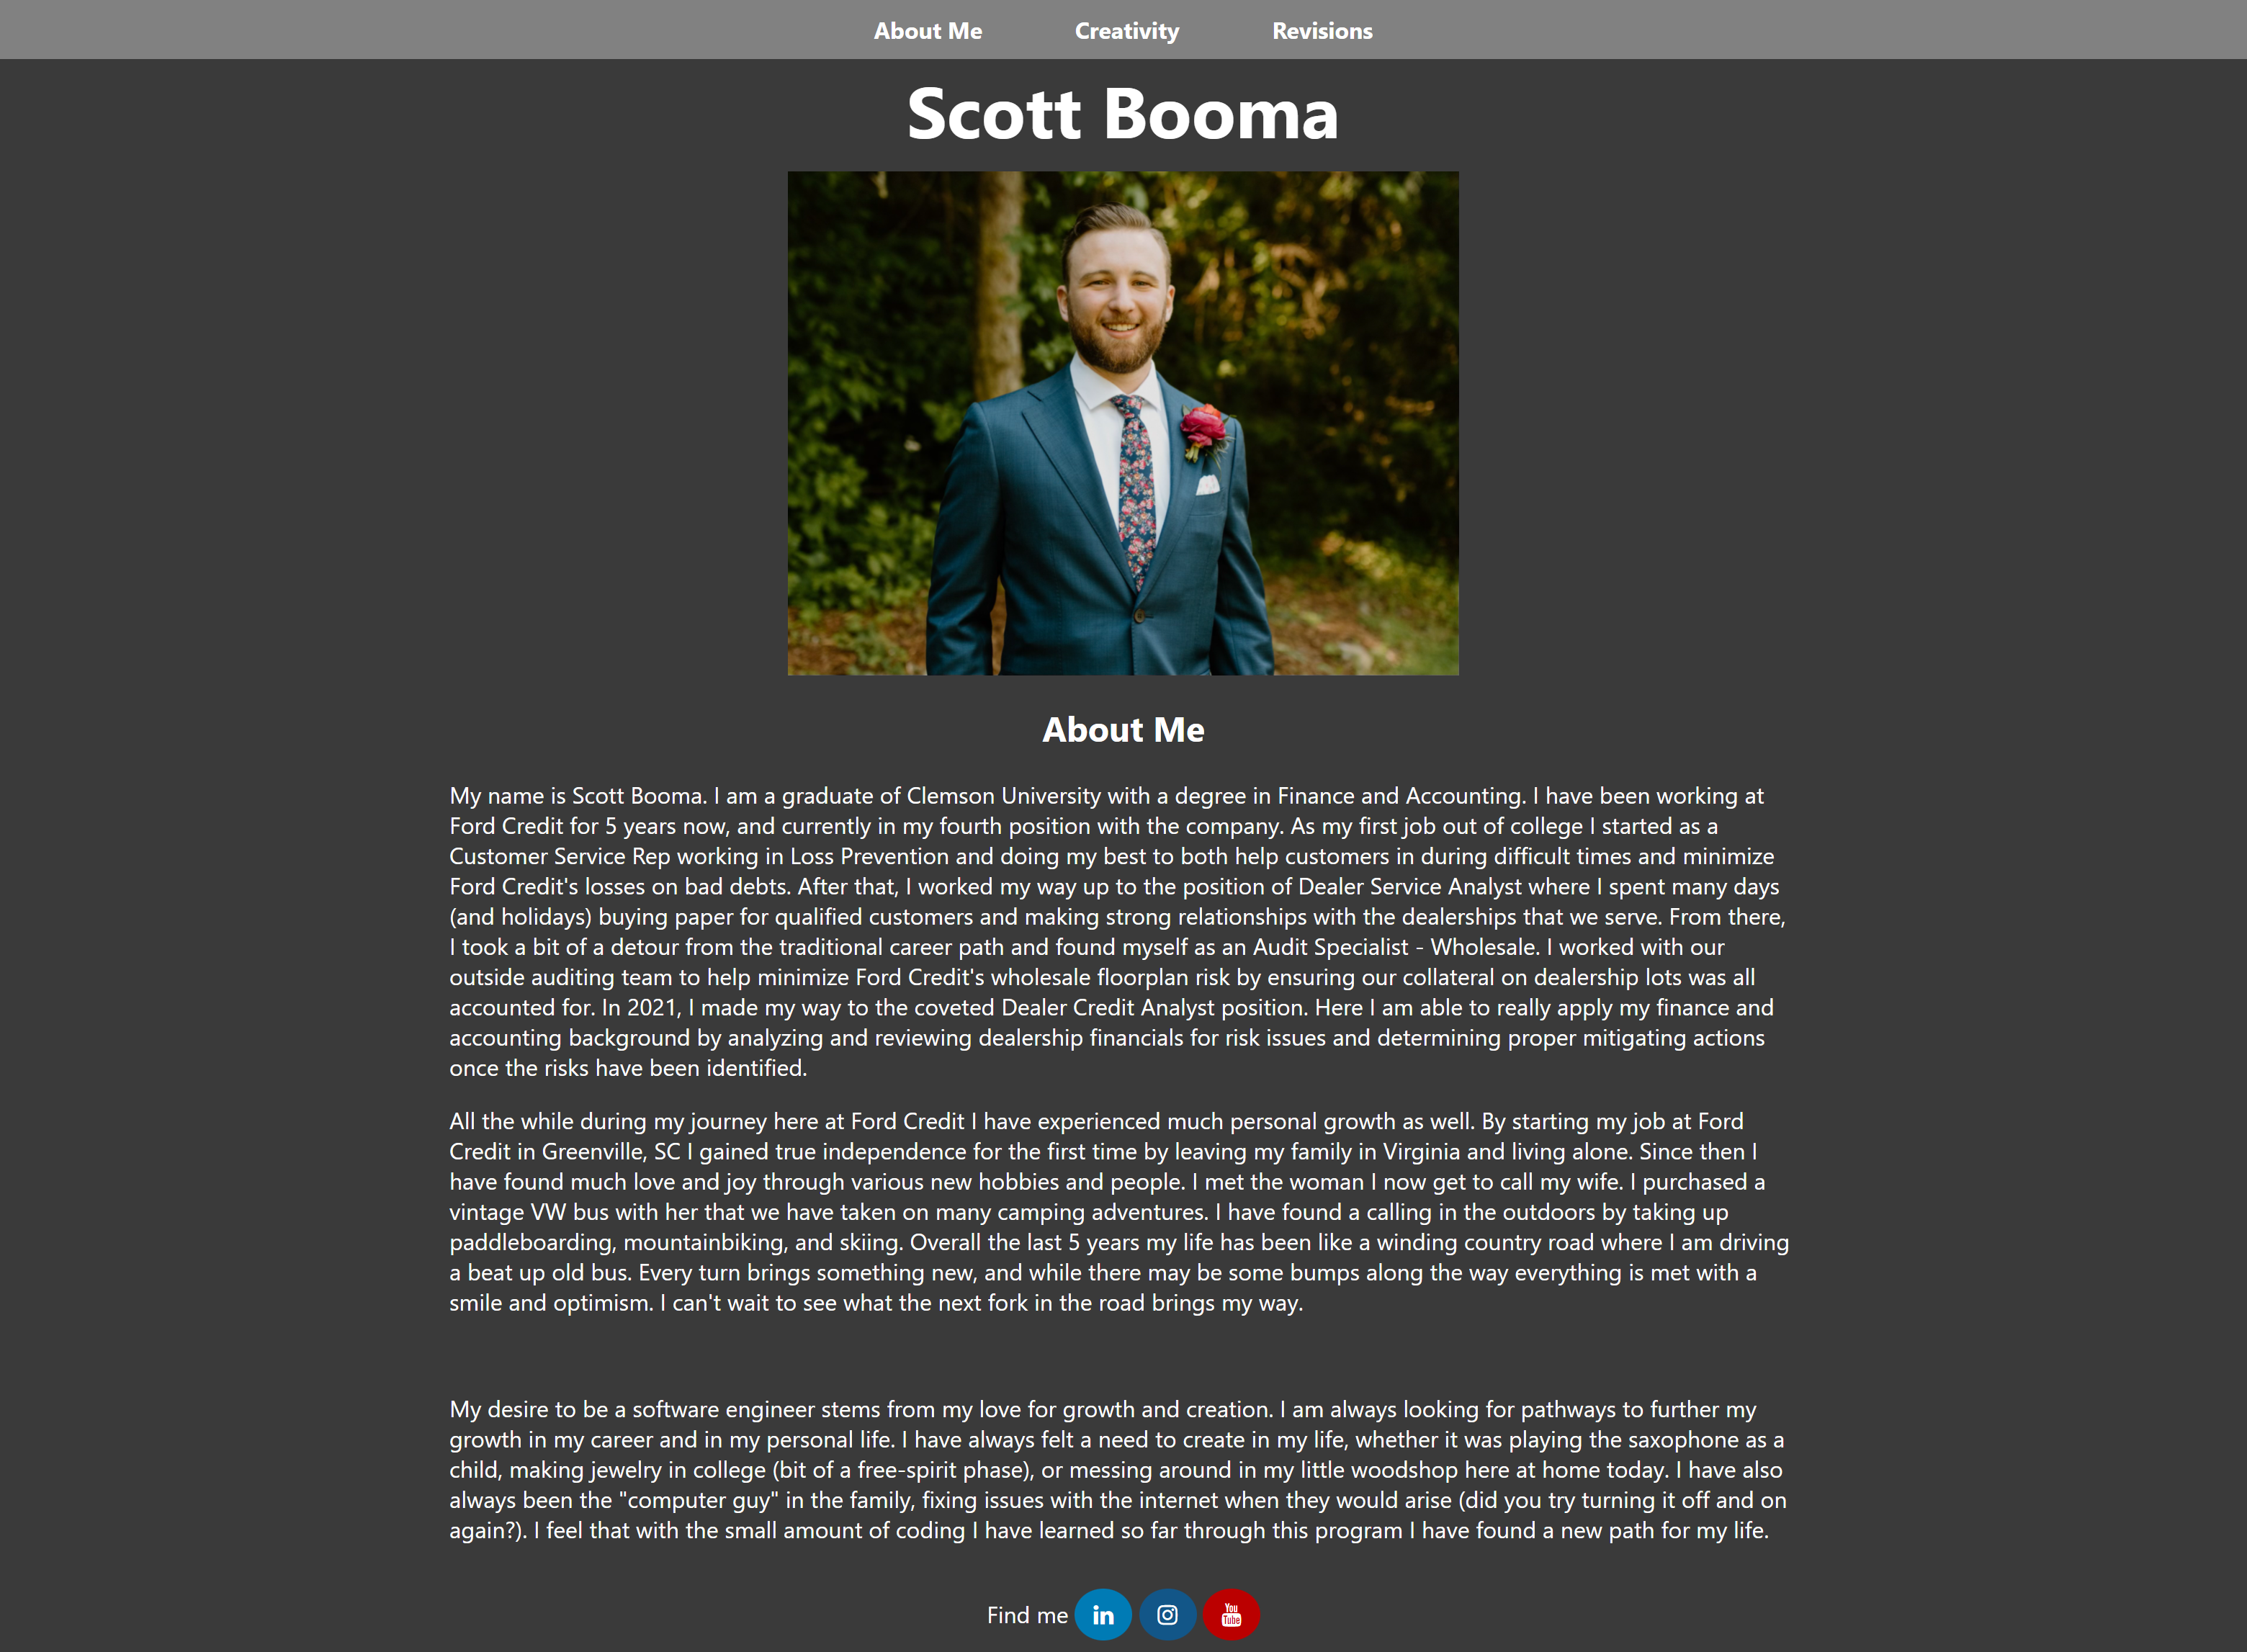 About Me Creativity Revisions
Scott Booma
About Me
My name is Scott Booma. I am a graduate of Clemson University with a degree in Finance and Accounting. I have been working at
Ford Credit for 5 years now, and currently in my fourth position with the company. As my first job out of college I started as a
Customer Service Rep working in Loss Prevention and doing my best to both help customers in during difficult times and minimize
Ford Credit's losses on bad debts. After that, I worked my way up to the position of Dealer Service Analyst where I spent many days
(and holidays) buying paper for qualified customers and making strong relationships with the dealerships that we serve. From there,
I took a bit of a detour from the traditional career path and found myself as an Audit Specialist - Wholesale. I worked with our
outside auditing team to help minimize Ford Credit's wholesale floorplan risk by ensuring our collateral on dealership lots was all
accounted for. In 2021, I made my way to the coveted Dealer Credit Analyst position. Here I am able to really apply my finance and
accounting background by analyzing and reviewing dealership financials for risk issues and determining proper mitigating actions
once the risks have been identified.
All the while during my journey here at Ford Credit I have experienced much personal growth as well. By starting my job at Ford
Credit in Greenville, SC I gained true independence for the first time by leaving my family in Virginia and living alone. Since then I
have found much love and joy through various new hobbies and people. I met the woman I now get to call my wife. I purchased a
vintage VW bus with her that we have taken on many camping adventures. I have found a calling in the outdoors by taking up
paddleboarding, mountainbiking, and skiing. Overall the last 5 years my life has been like a winding country road where I am driving
a beat up old bus. Every turn brings something new, and while there may be some bumps along the way everything is met with a
smile and optimism. I can't wait to see what the next fork in the road brings my way.
My desire to be a software engineer stems from my love for growth and creation. I am always looking for pathways to further my
growth in my career and in my personal life. I have always felt a need to create in my life, whether it was playing the saxophone as a
child, making jewelry in college (bit of a free-spirit phase), or messing around in my little woodshop here at home today. I have also
always been the "computer guy" in the family, fixing issues with the internet when they would arise (did you try turning it off and on
again?). I feel that with the small amount of coding I have learned so far through this program I have found a new path for my life.
Find me in You Tube